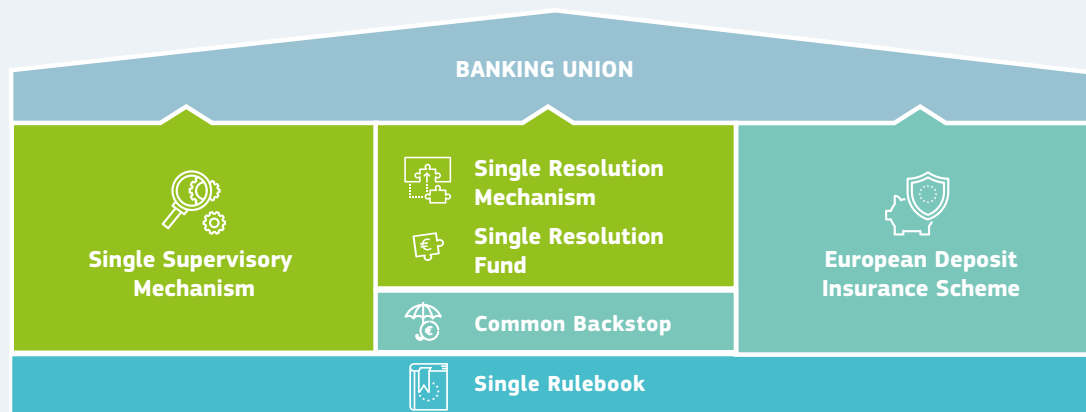 BANKING UNION
Single Supervisory
Mechanism
Single Resolution
Mechanism
€ Single Resolution
Fund
€ Common Backstop
European Deposit
Insurance Scheme
Single Rulebook